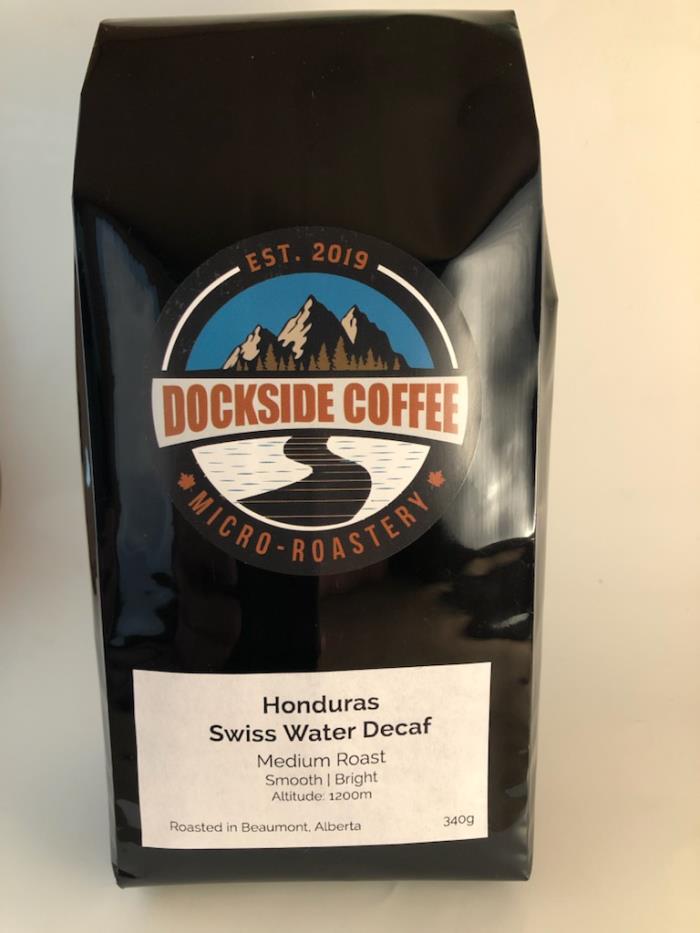 EST. 2019
DOCKSIDE COFFEE
MICRO-ROASTERY
Honduras
Swiss Water Decaf
Medium Roast
Smooth | Bright
Altitude: 1200m
Roasted in Beaumont, Alberta 340g